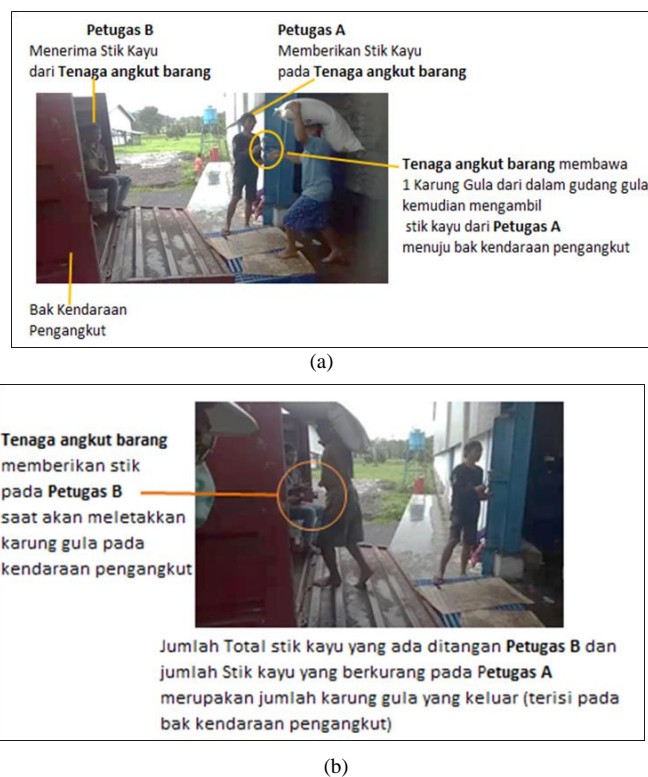 Petugas B
Menerima Stik Kayu
dari Tenaga angkut barang
Petugas A
Memberikan Stik Kayu
pada Tenaga angkut barang
Tenaga angkut barang membawa
1 Karung Gula dari dalam gudang gula
kemudian mengambil
stik kayu dari Petugas A
menuju bak kendaraan pengangkut
Bak Kendaraan
Pengangkut
(a)
Tenaga angkut barang
memberikan stik
pada Petugas B
saat akan meletakkan
karung gula pada
kendaraan pengangkut
Jumlah Total stik kayu yang ada ditangan Petugas B dan
jumlah Stik kayu yang berkurang pada Petugas A
merupakan jumlah karung gula yang keluar (terisi pada
bak kendaraan pengangkut)
(b)